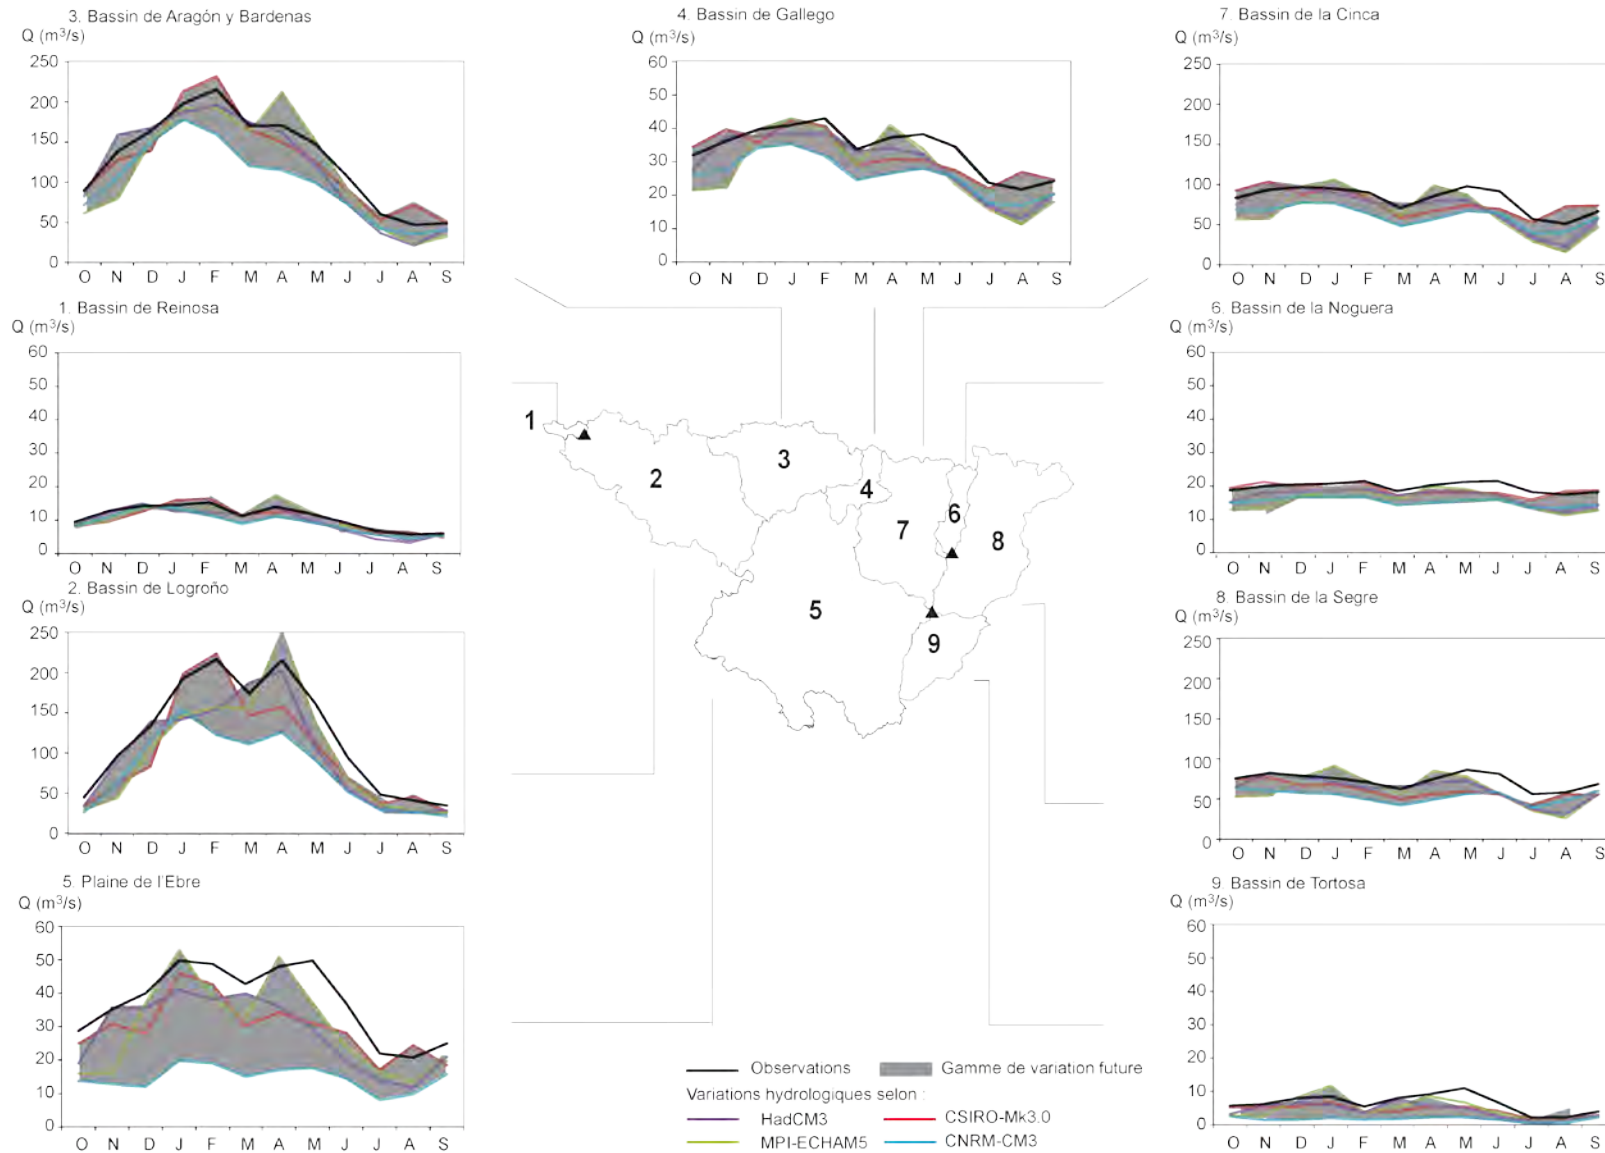 3. Bassin de Aragón y Bardenas
Q (m³/s)
250
200
150
100
50
0
O N D J F M A M J J A S
4. Bassin de Gallego
Q (m³/s)
60
50
40
30
20
10
0
O N D J F M A M J J A S
7. Bassin de la Cinca
Q (m³/s)
250
200
150
100
50
0
O N D J F M A M J J A S
1. Bassin de Reinosa
Q (m³/s)
60
50
40
30
20
10
0
O N D J F M A M J J A S
6. Bassin de la Noguera
Q (m³/s)
60
50
40
30
20
10
0
O N D J F M A M J J A S
1
2
3
4
6
7
8
5
9
2. Bassin de Logroño
Q (m³/s)
250
200
150
100
50
0
O N D J F M A M J J A S
8. Bassin de la Segre
Q (m³/s)
250
200
150
100
50
0
O N D J F M A M J J A S
5. Plaine de l'Ebre
Q (m³/s)
60
50
40
30
20
10
0
O N D J F M A M J J A S
9. Bassin de Tortosa
Q (m³/s)
60
50
40
30
20
10
0
O N D J F M A M J J A S
Observations
Gamme de variation future
Variations hydrologiques selon :
HadCM3
CSIRO-Mk3.0
MPI-ECHAM5
CNRM-CM3